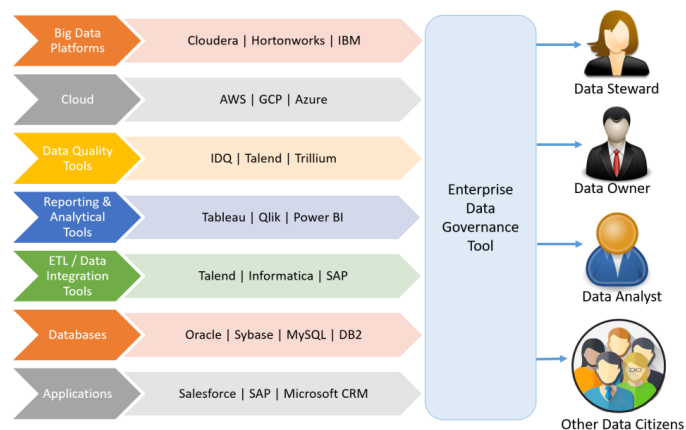 Big Data
Platforms
Cloudera | Hortonworks | IBM
Cloud
AWS | GCP | Azure
Data Quality
Tools
IDQ | Talend | Trillium
Reporting &
Analytical
Tools
Tableau | Qlik | Power BI
ETL / Data
Integration
Tools
Talend | Informatica | SAP
Databases
Oracle | Sybase | MySQL | DB2
Applications
Salesforce | SAP | Microsoft CRM
Enterprise
Data
Governance
Tool
Data Steward
Data Owner
Data Analyst
Other Data Citizens